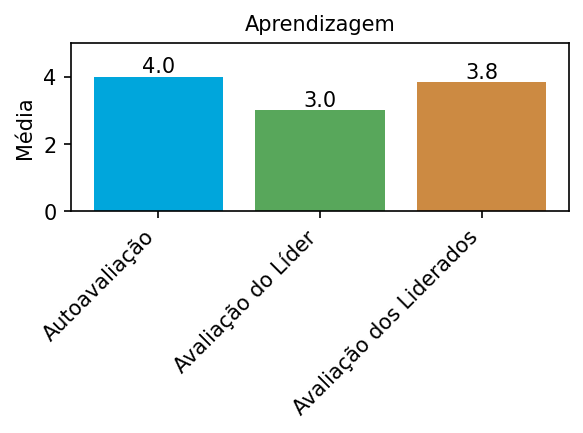 Aprendizagem
Média
4
2
0
4.0
3.0
3.8
Autoavaliação
Avaliação do Líder
Avaliação dos Liderados